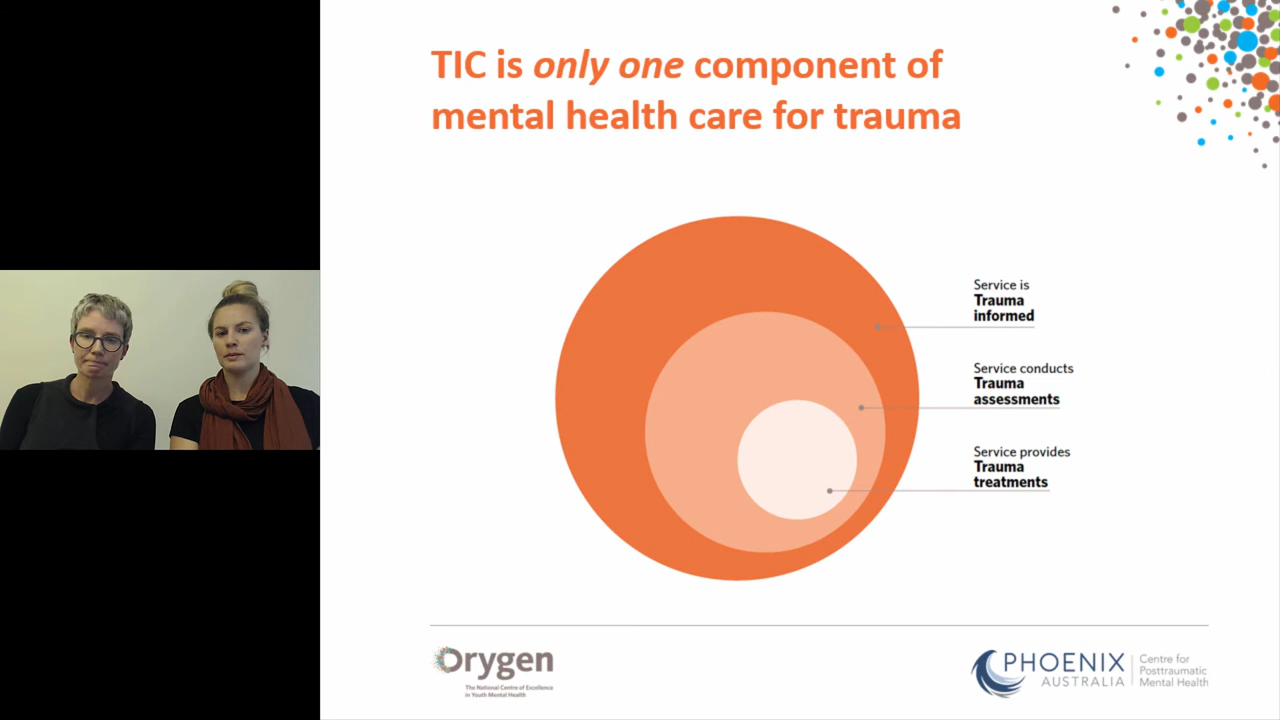 TIC is only one component of
mental health care for trauma
Service is
Trauma
informed
Service conducts
Trauma
assessments
Service provides
Trauma
treatments
Orygen
The National Centre of Excellence
in Youth Mental Health
PHOENIX
AUSTRALIA
Centre for
Posttraumatic
Mental Health